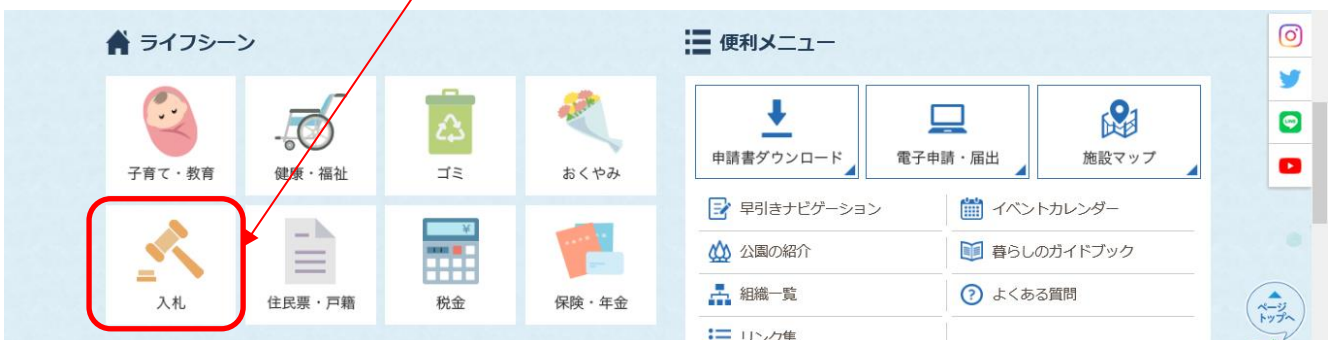 ライフシーン
子育て・教育
健康・福祉
ゴミ
おくやみ
入札
住民票・戸籍
税金
保険・年金
便利メニュー
申請書ダウンロード
電子申請・届出
施設マップ
早引きナビゲーション
イベントカレンダー
公園の紹介
暮らしのガイドブック
組織一覧
よくある質問
リンク集
ページ
トップへ